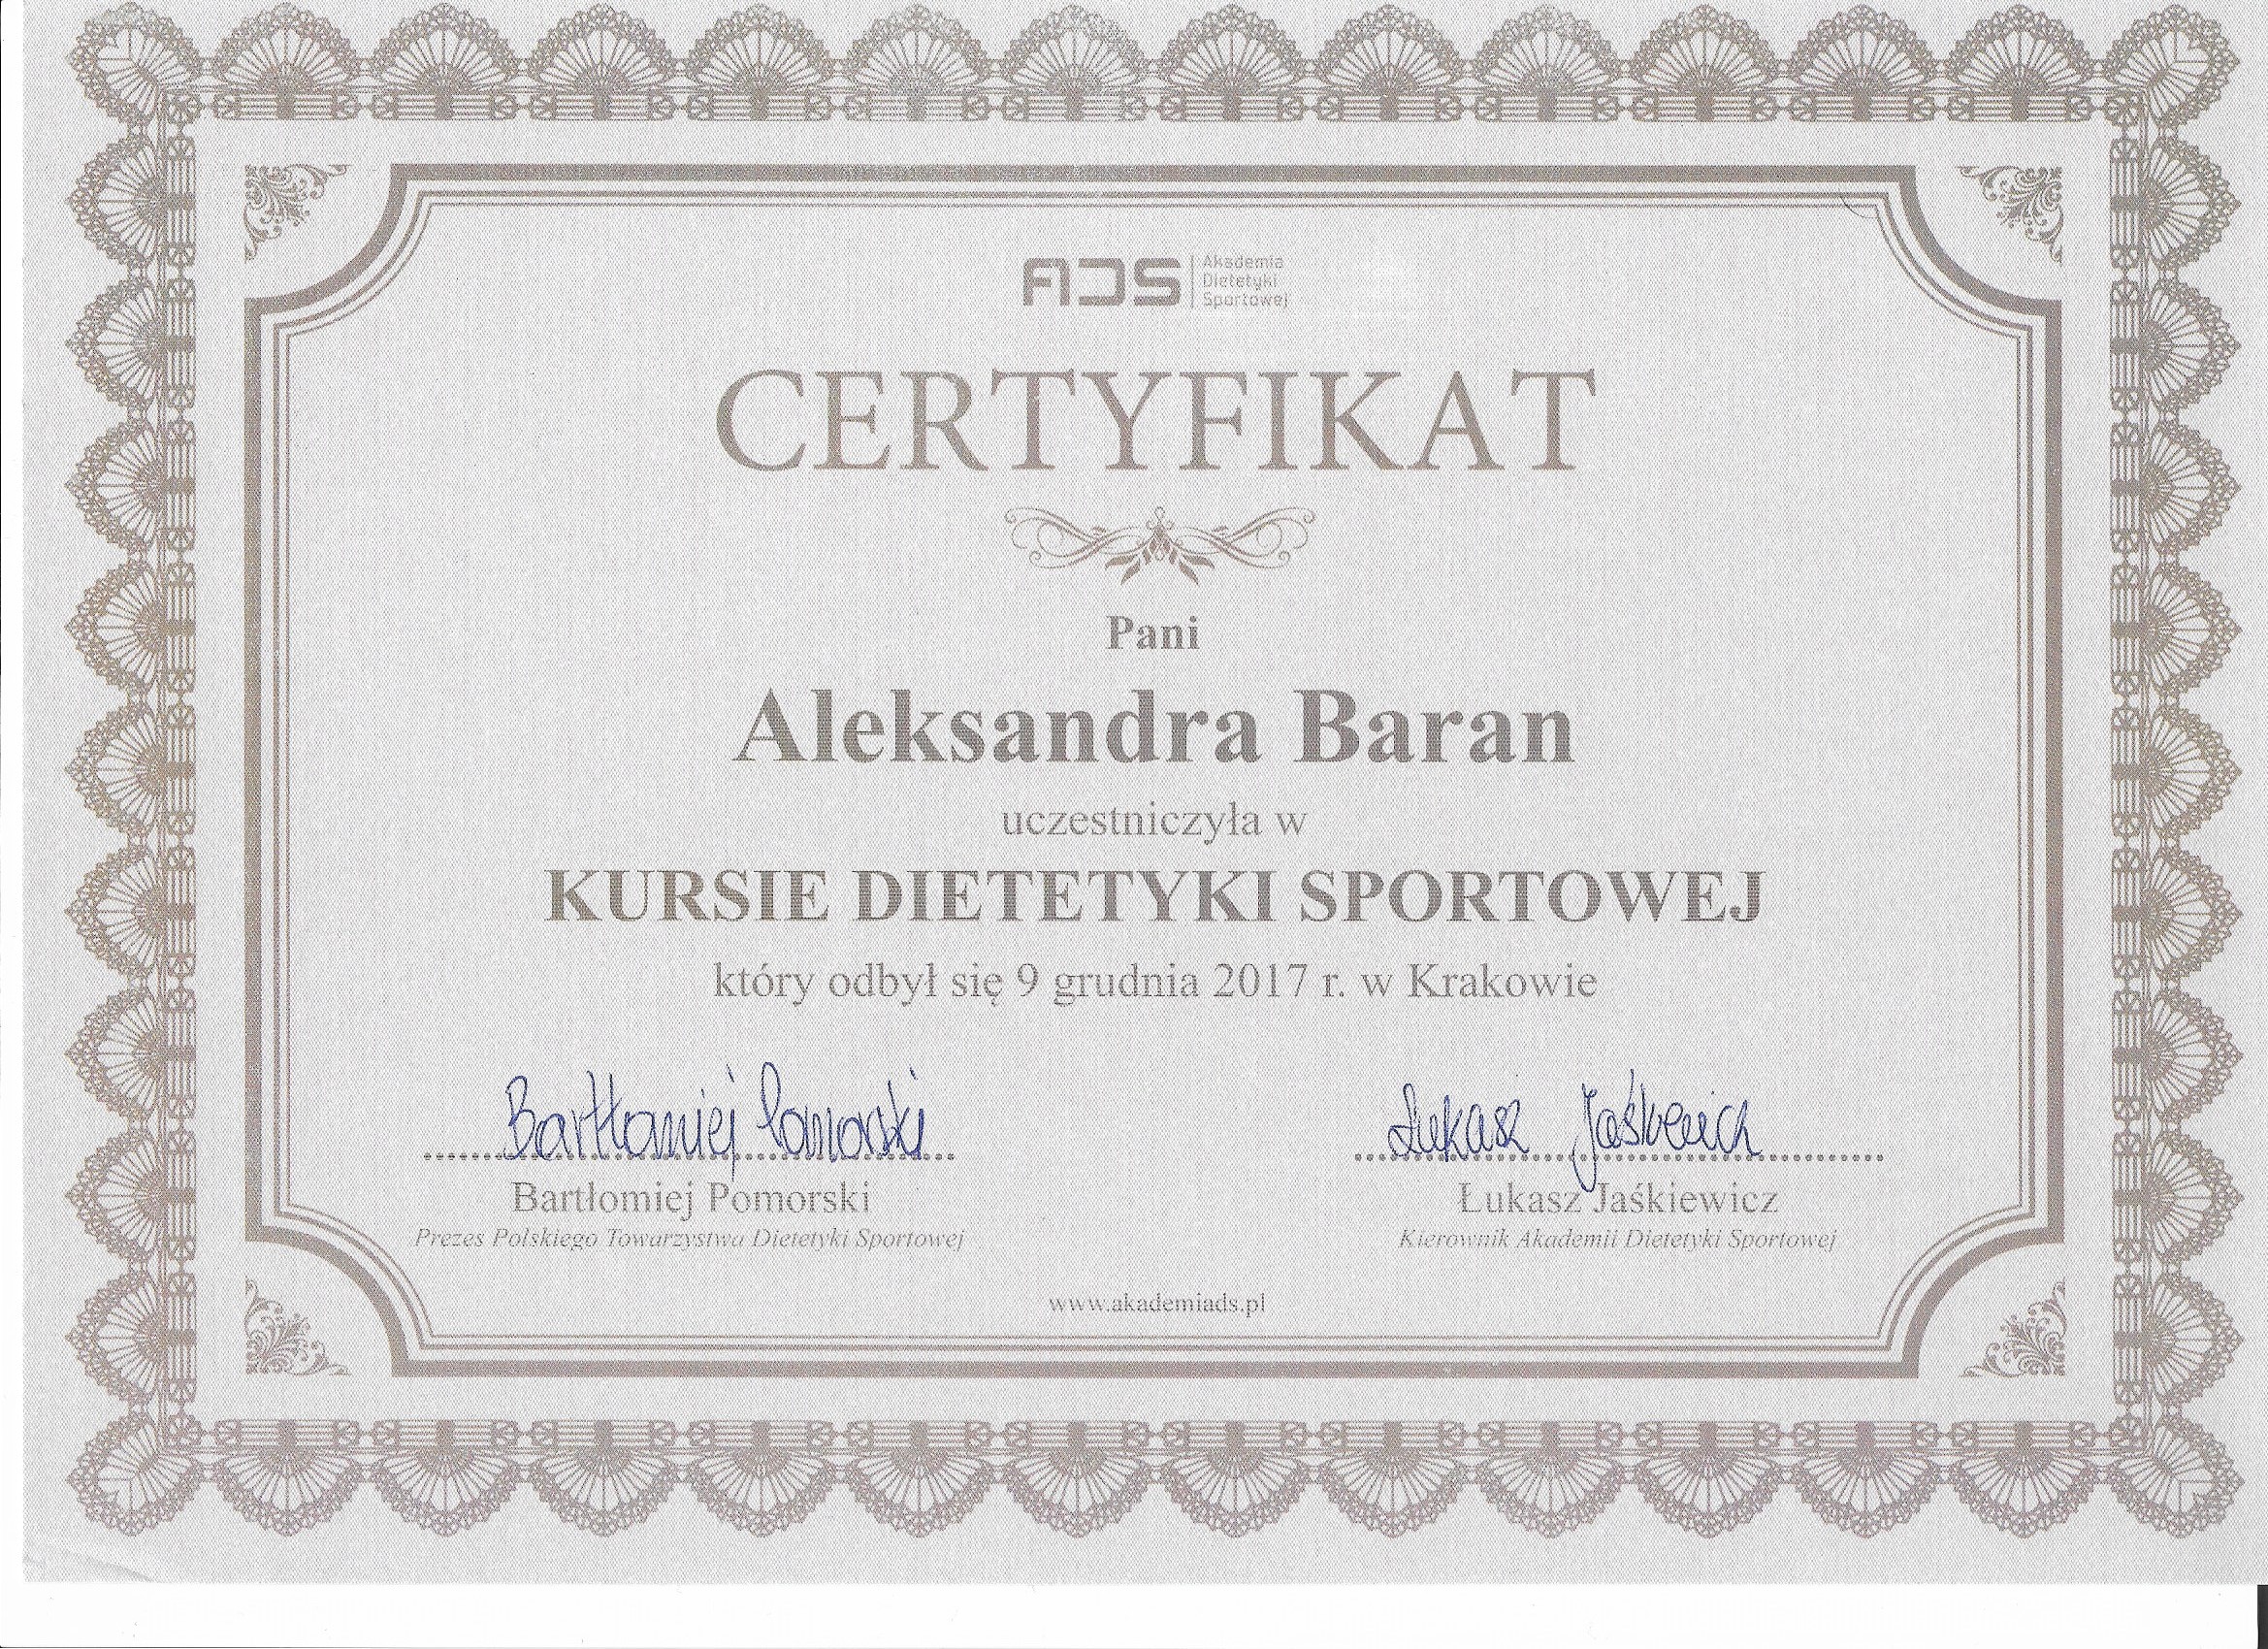 ADS
Akademia
Dietetyki
Sportowej
CERTYFIKAT
Pani
Aleksandra Baran
uczestniczyła w
KURSIE DIETETYKI SPORTOWEJ
który odbył się 9 grudnia 2017 r. w Krakowie
Bartłomiej Pomorski
Łukasz Jaśkiewicz
Bartłomiej Pomorski
Łukasz Jaśkiewicz
Prezes Polskiego Towarzystwa Dietetyki Sportowej
Kierownik Akademii Dietetyki Sportowej
www.akademiads.pl